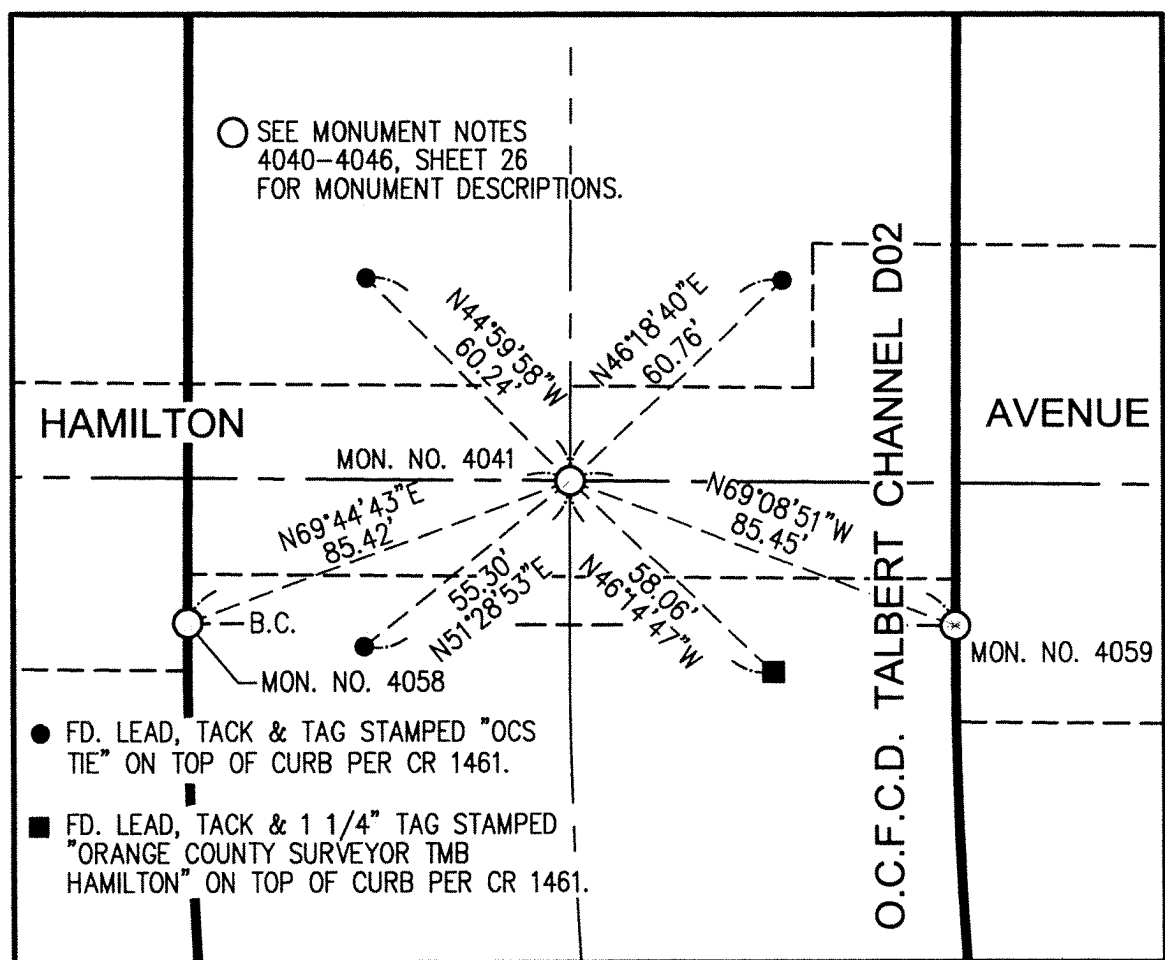 SEE MONUMENT NOTES
4040-4046, SHEET 26
FOR MONUMENT DESCRIPTIONS.
N44°59'58"W
60.24'
N46°18'40"E
60.76'
HAMILTON
AVENUE
O.C.F.C.D. TALBERT CHANNEL D02
MON. NO. 4041
N69°44'43"E
85.42'
N69°08'51"W
85.45'
55.30'
N51°28'53"E
58.06'
N46°14'47"W
B.C.
MON. NO. 4058
MON. NO. 4059
FD. LEAD, TACK & TAG STAMPED "OCS
TIE" ON TOP OF CURB PER CR 1461.
FD. LEAD, TACK & 1 1/4" TAG STAMPED
"ORANGE COUNTY SURVEYOR TMB
HAMILTON" ON TOP OF CURB PER CR 1461.